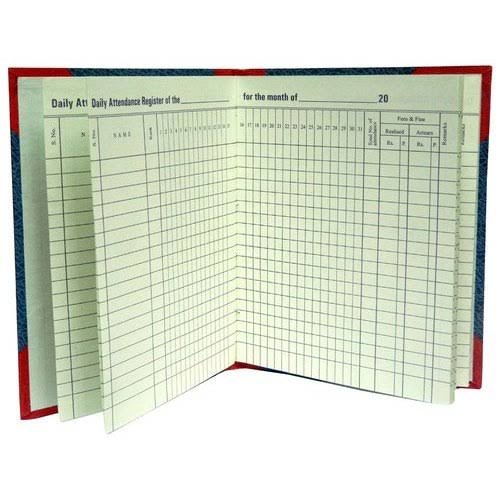 Daily Att Daily Attendance Register of the for the month of 20
S. No. N S. No. NAME 1 2 3 4 5 6 7 8 9 10 11 12 13 14 15 16 17 18 19 20 21 22 23 24 25 26 27 28 29 30 31 Total No. of attendance Fees & Fine Remarks
Realised Arrears
Rs. P. Rs. P.